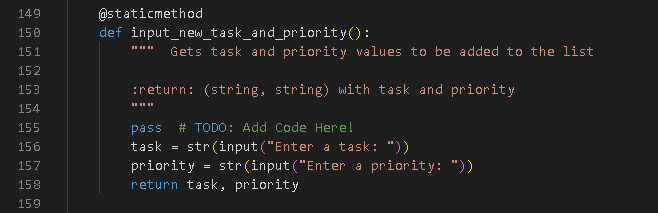 149 @staticmethod
150 def input_new_task_and_priority():
151 """  Gets task and priority values to be added to the list
152
153 :return: (string, string) with task and priority
154 """
155 pass  # TODO: Add Code Here!
156 task = str(input("Enter a task: "))
157 priority = str(input("Enter a priority: "))
158 return task, priority
159